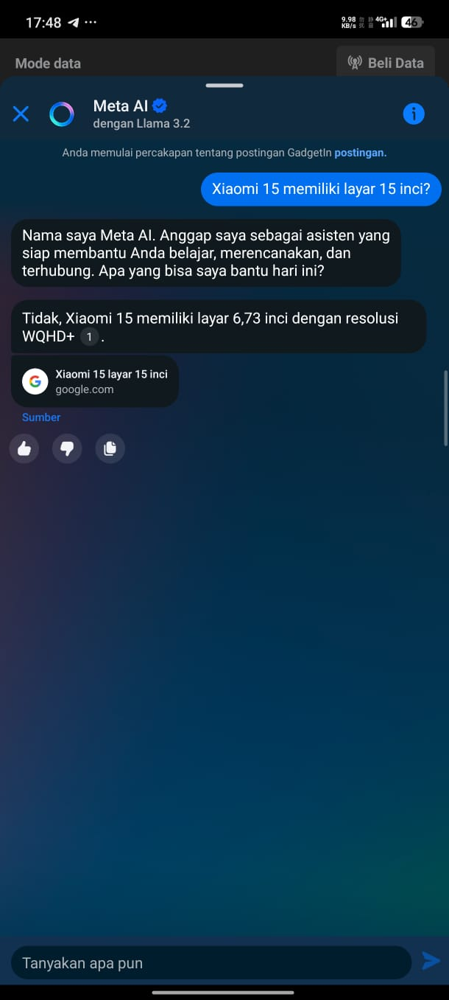 17:48
9.98
KB/s
4G+
46
Mode data
Beli Data
Meta AI
dengan Llama 3.2
Anda memulai percakapan tentang postingan GadgetIn postingan.
Xiaomi 15 memiliki layar 15 inci?
Nama saya Meta AI. Anggap saya sebagai asisten yang
siap membantu Anda belajar, merencanakan, dan
terhubung. Apa yang bisa saya bantu hari ini?
Tidak, Xiaomi 15 memiliki layar 6,73 inci dengan resolusi
WQHD+ 1 .
G
Xiaomi 15 layar 15 inci
google.com
Sumber
Tanyakan apa pun